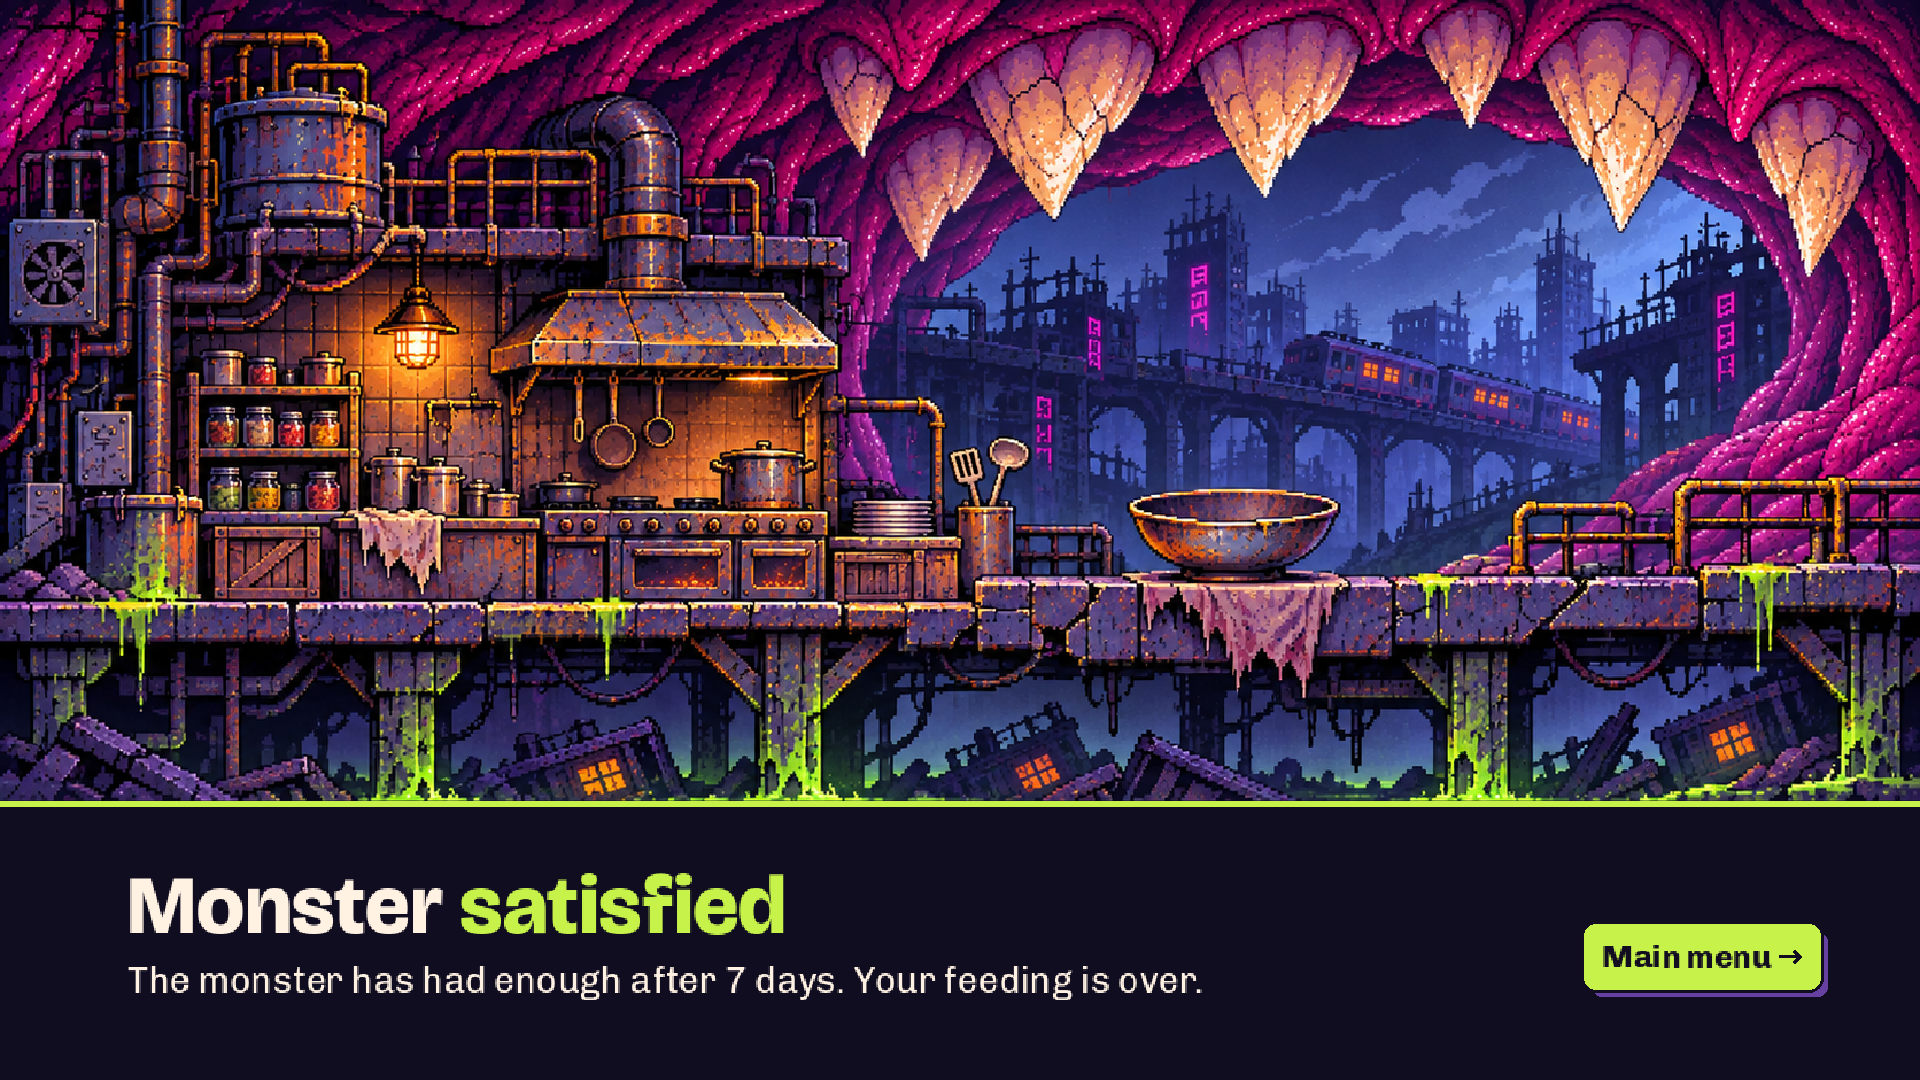 Monster satisfied
The monster has had enough after 7 days. Your feeding is over.
Main menu →